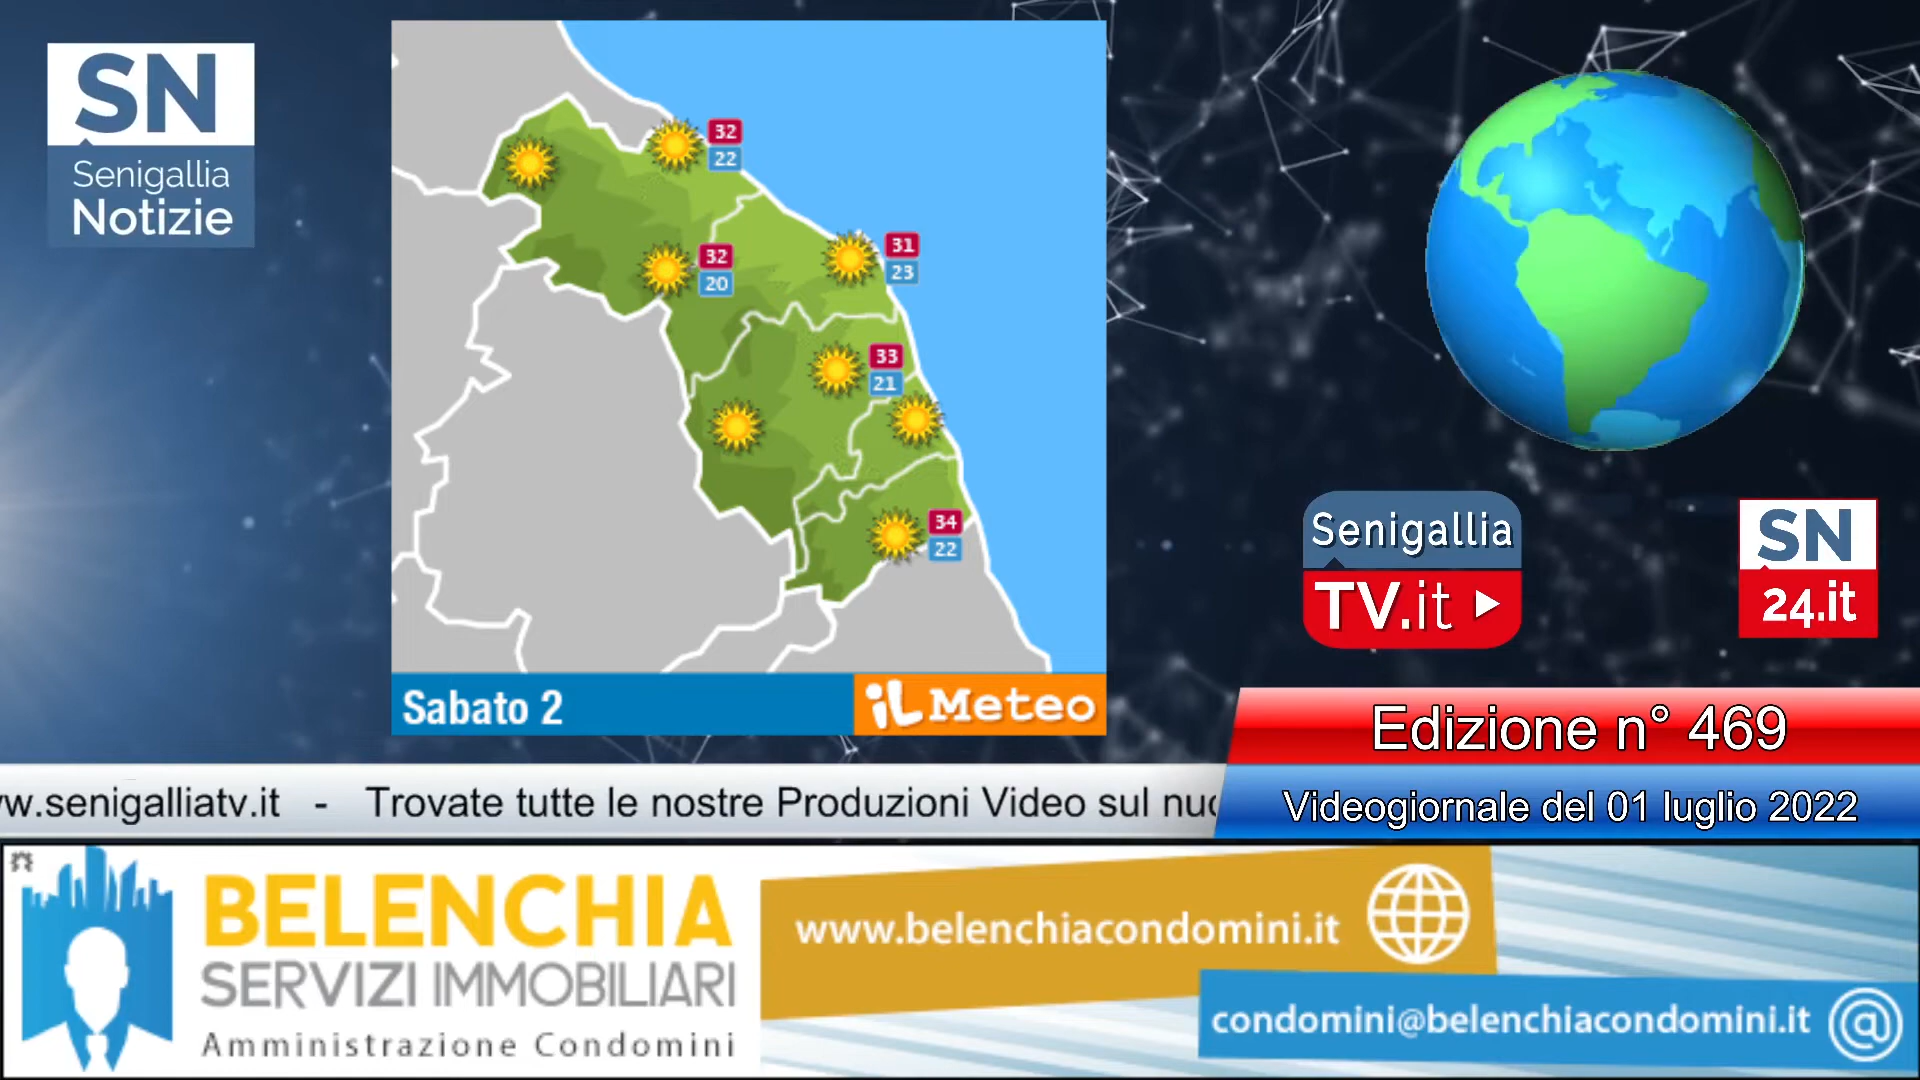 SN
Senigallia
Notizie
32
22
32
20
31
23
33
21
34
22
Sabato 2
iL Meteo
Senigallia
TV.it
SN
24.it
Edizione n° 469
Videogiornale del 01 luglio 2022
w.senigalliatv.it - Trovate tutte le nostre Produzioni Video sul nuo
BELENCHIA
SERVIZI IMMOBILIARI
Amministrazione Condomini
www.belenchiacondomini.it
condomini@belenchiacondomini.it